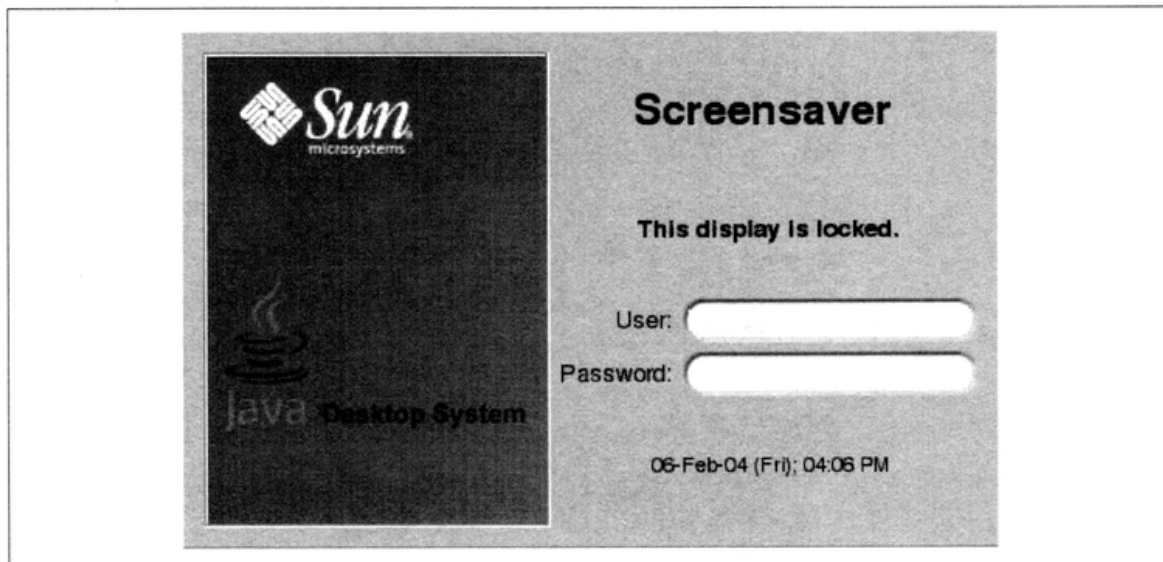 Sun
microsystems
Java Desktop System
Screensaver
This display is locked.
User:
Password:
06-Feb-04 (Fri); 04:06 PM